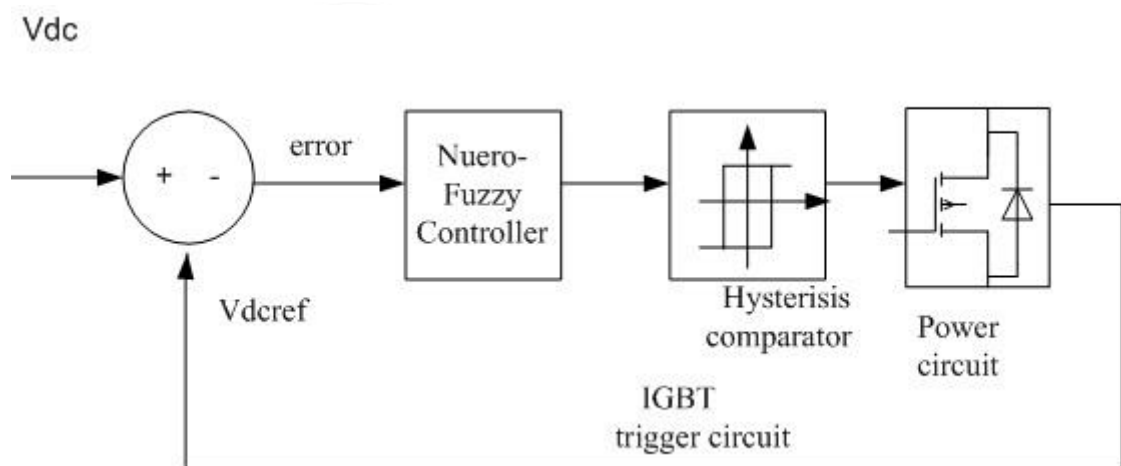 Vdc
+ -
error
Nuero-
Fuzzy
Controller
Vdcref
Hysterisis
comparator
Power
circuit
IGBT
trigger circuit